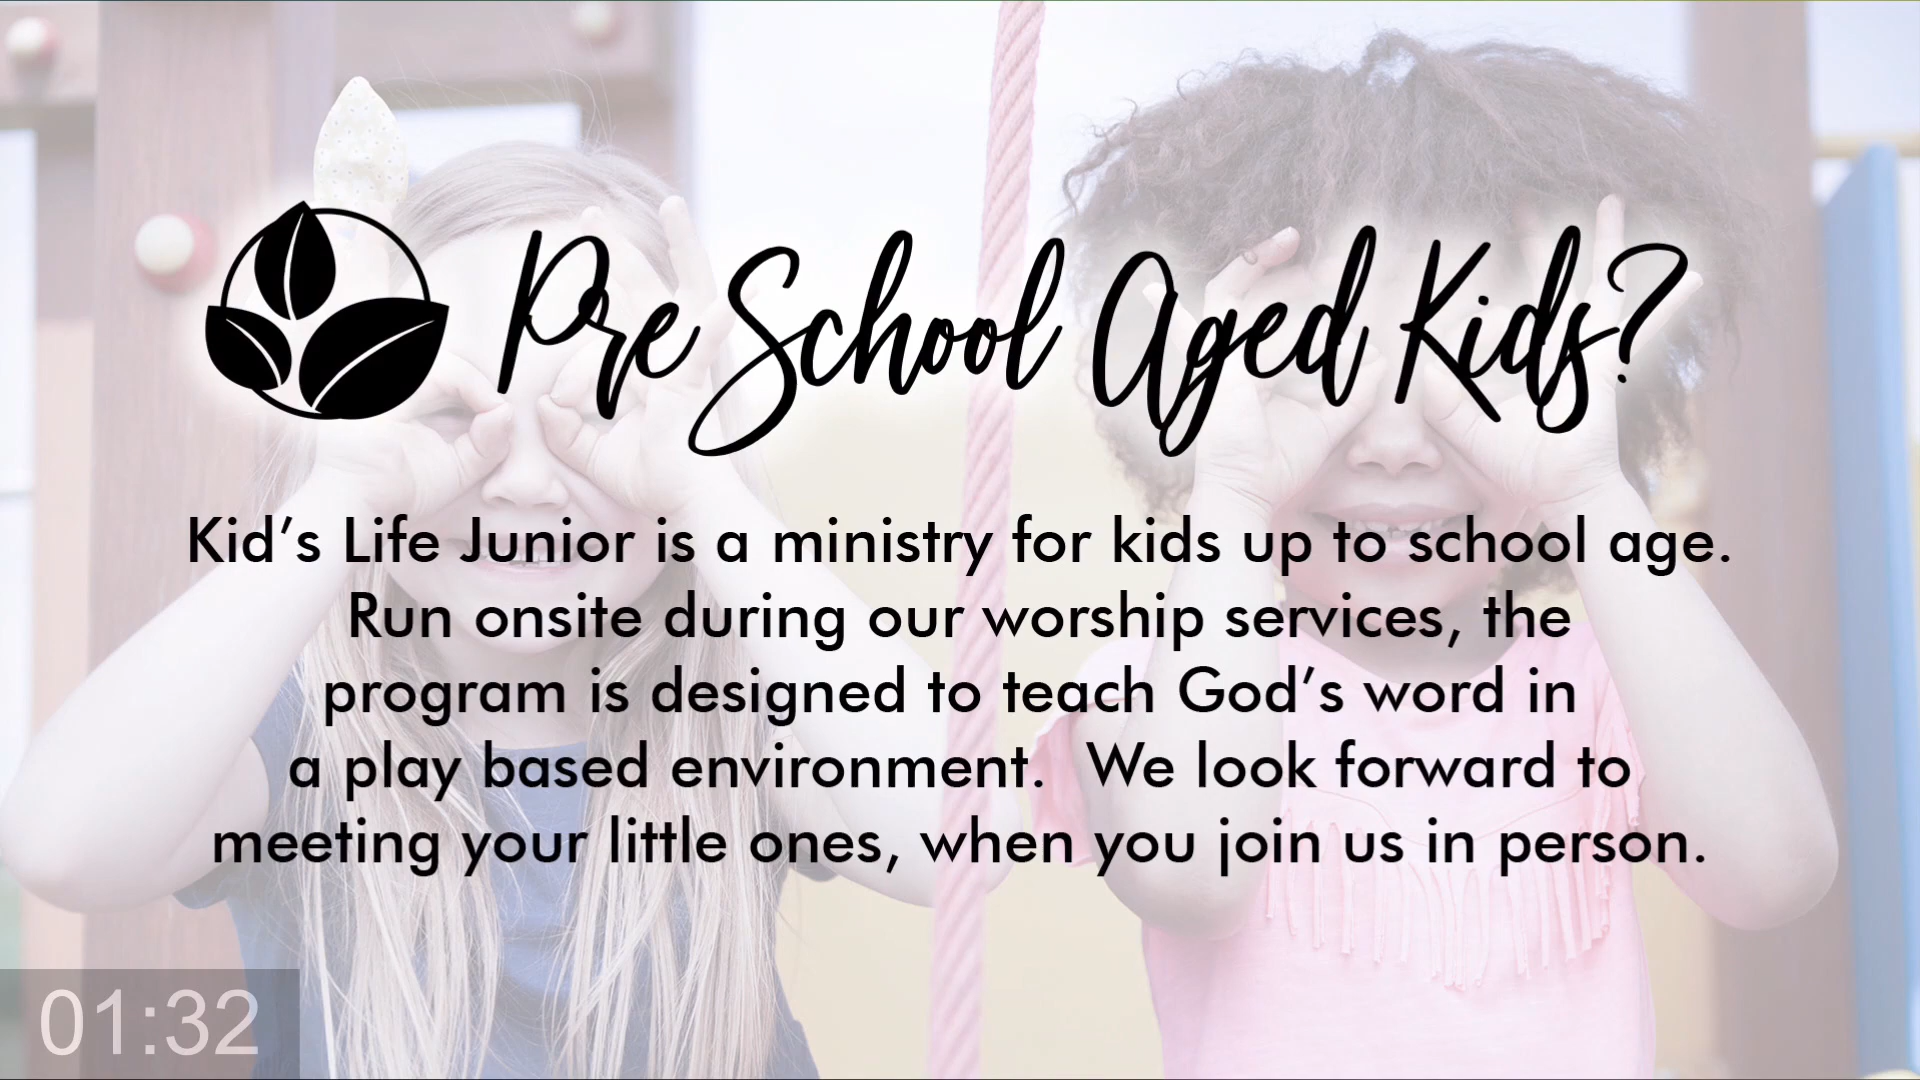 Pre School Aged Kids?
Kid’s Life Junior is a ministry for kids up to school age.
Run onsite during our worship services, the
program is designed to teach God’s word in
a play based environment.  We look forward to
meeting your little ones, when you join us in person.
01:32